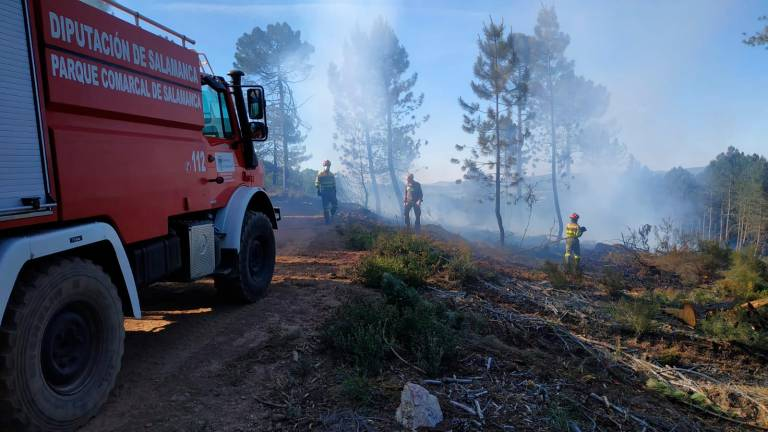 DIPUTACIÓN DE SALAMANCA
PARQUE COMARCAL DE SALAMANCA
112